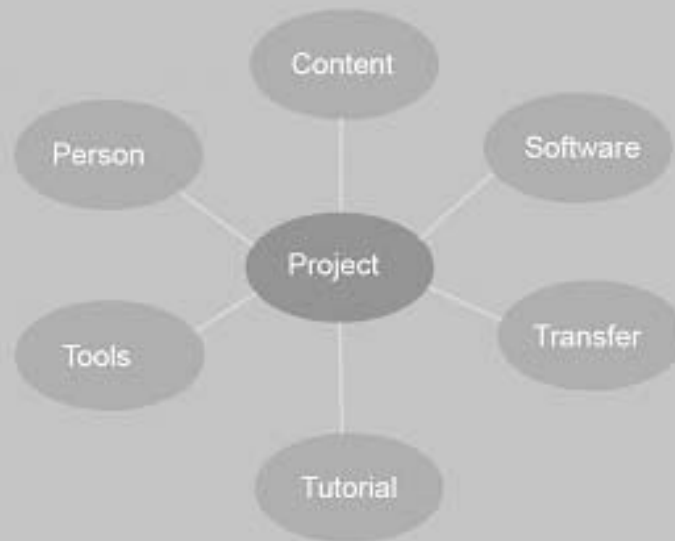 Content
Person
Software
Project
Tools
Transfer
Tutorial